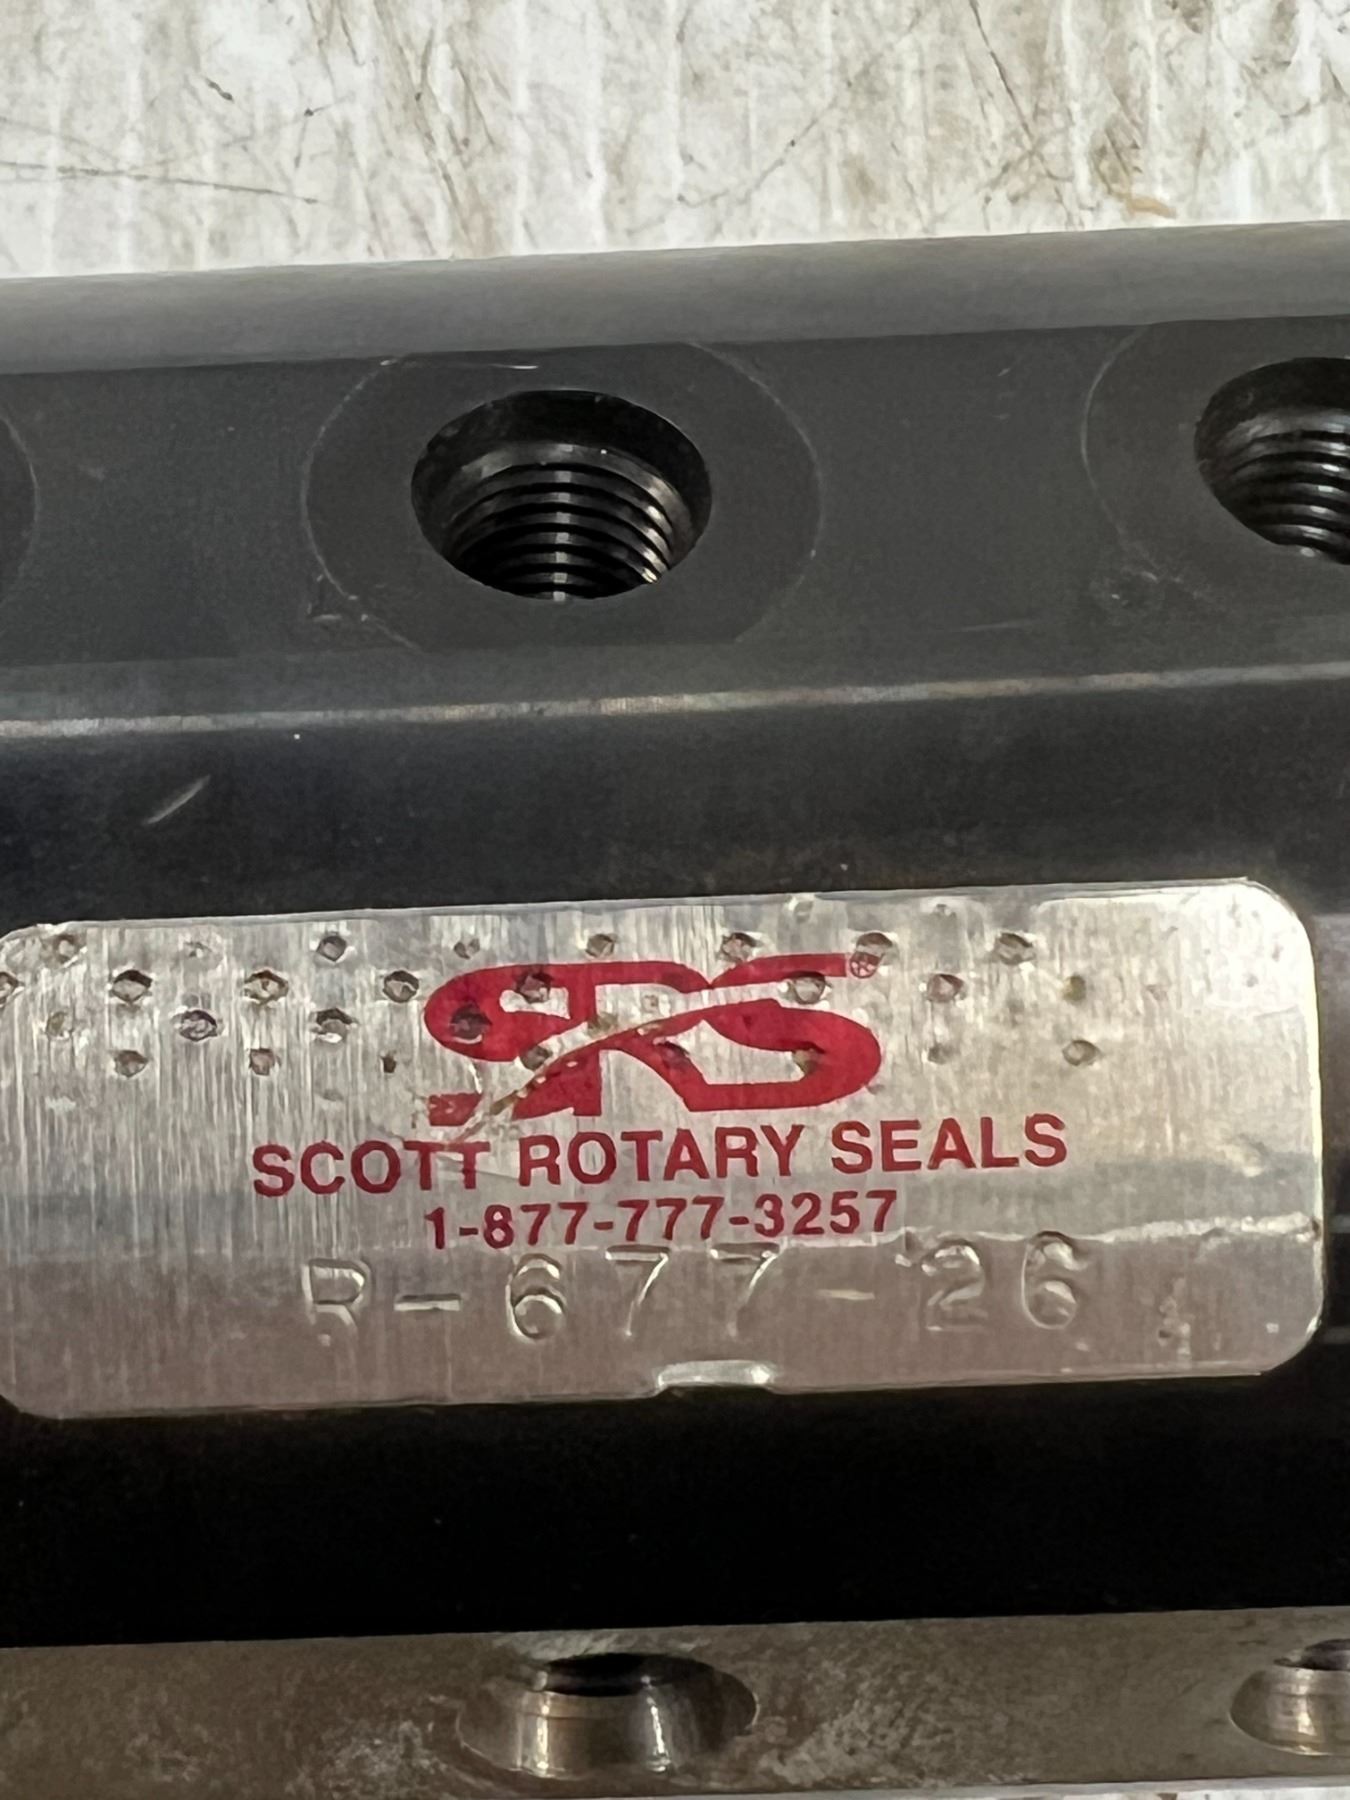 SRS®
SCOTT ROTARY SEALS
1-877-777-3257
R-677-26